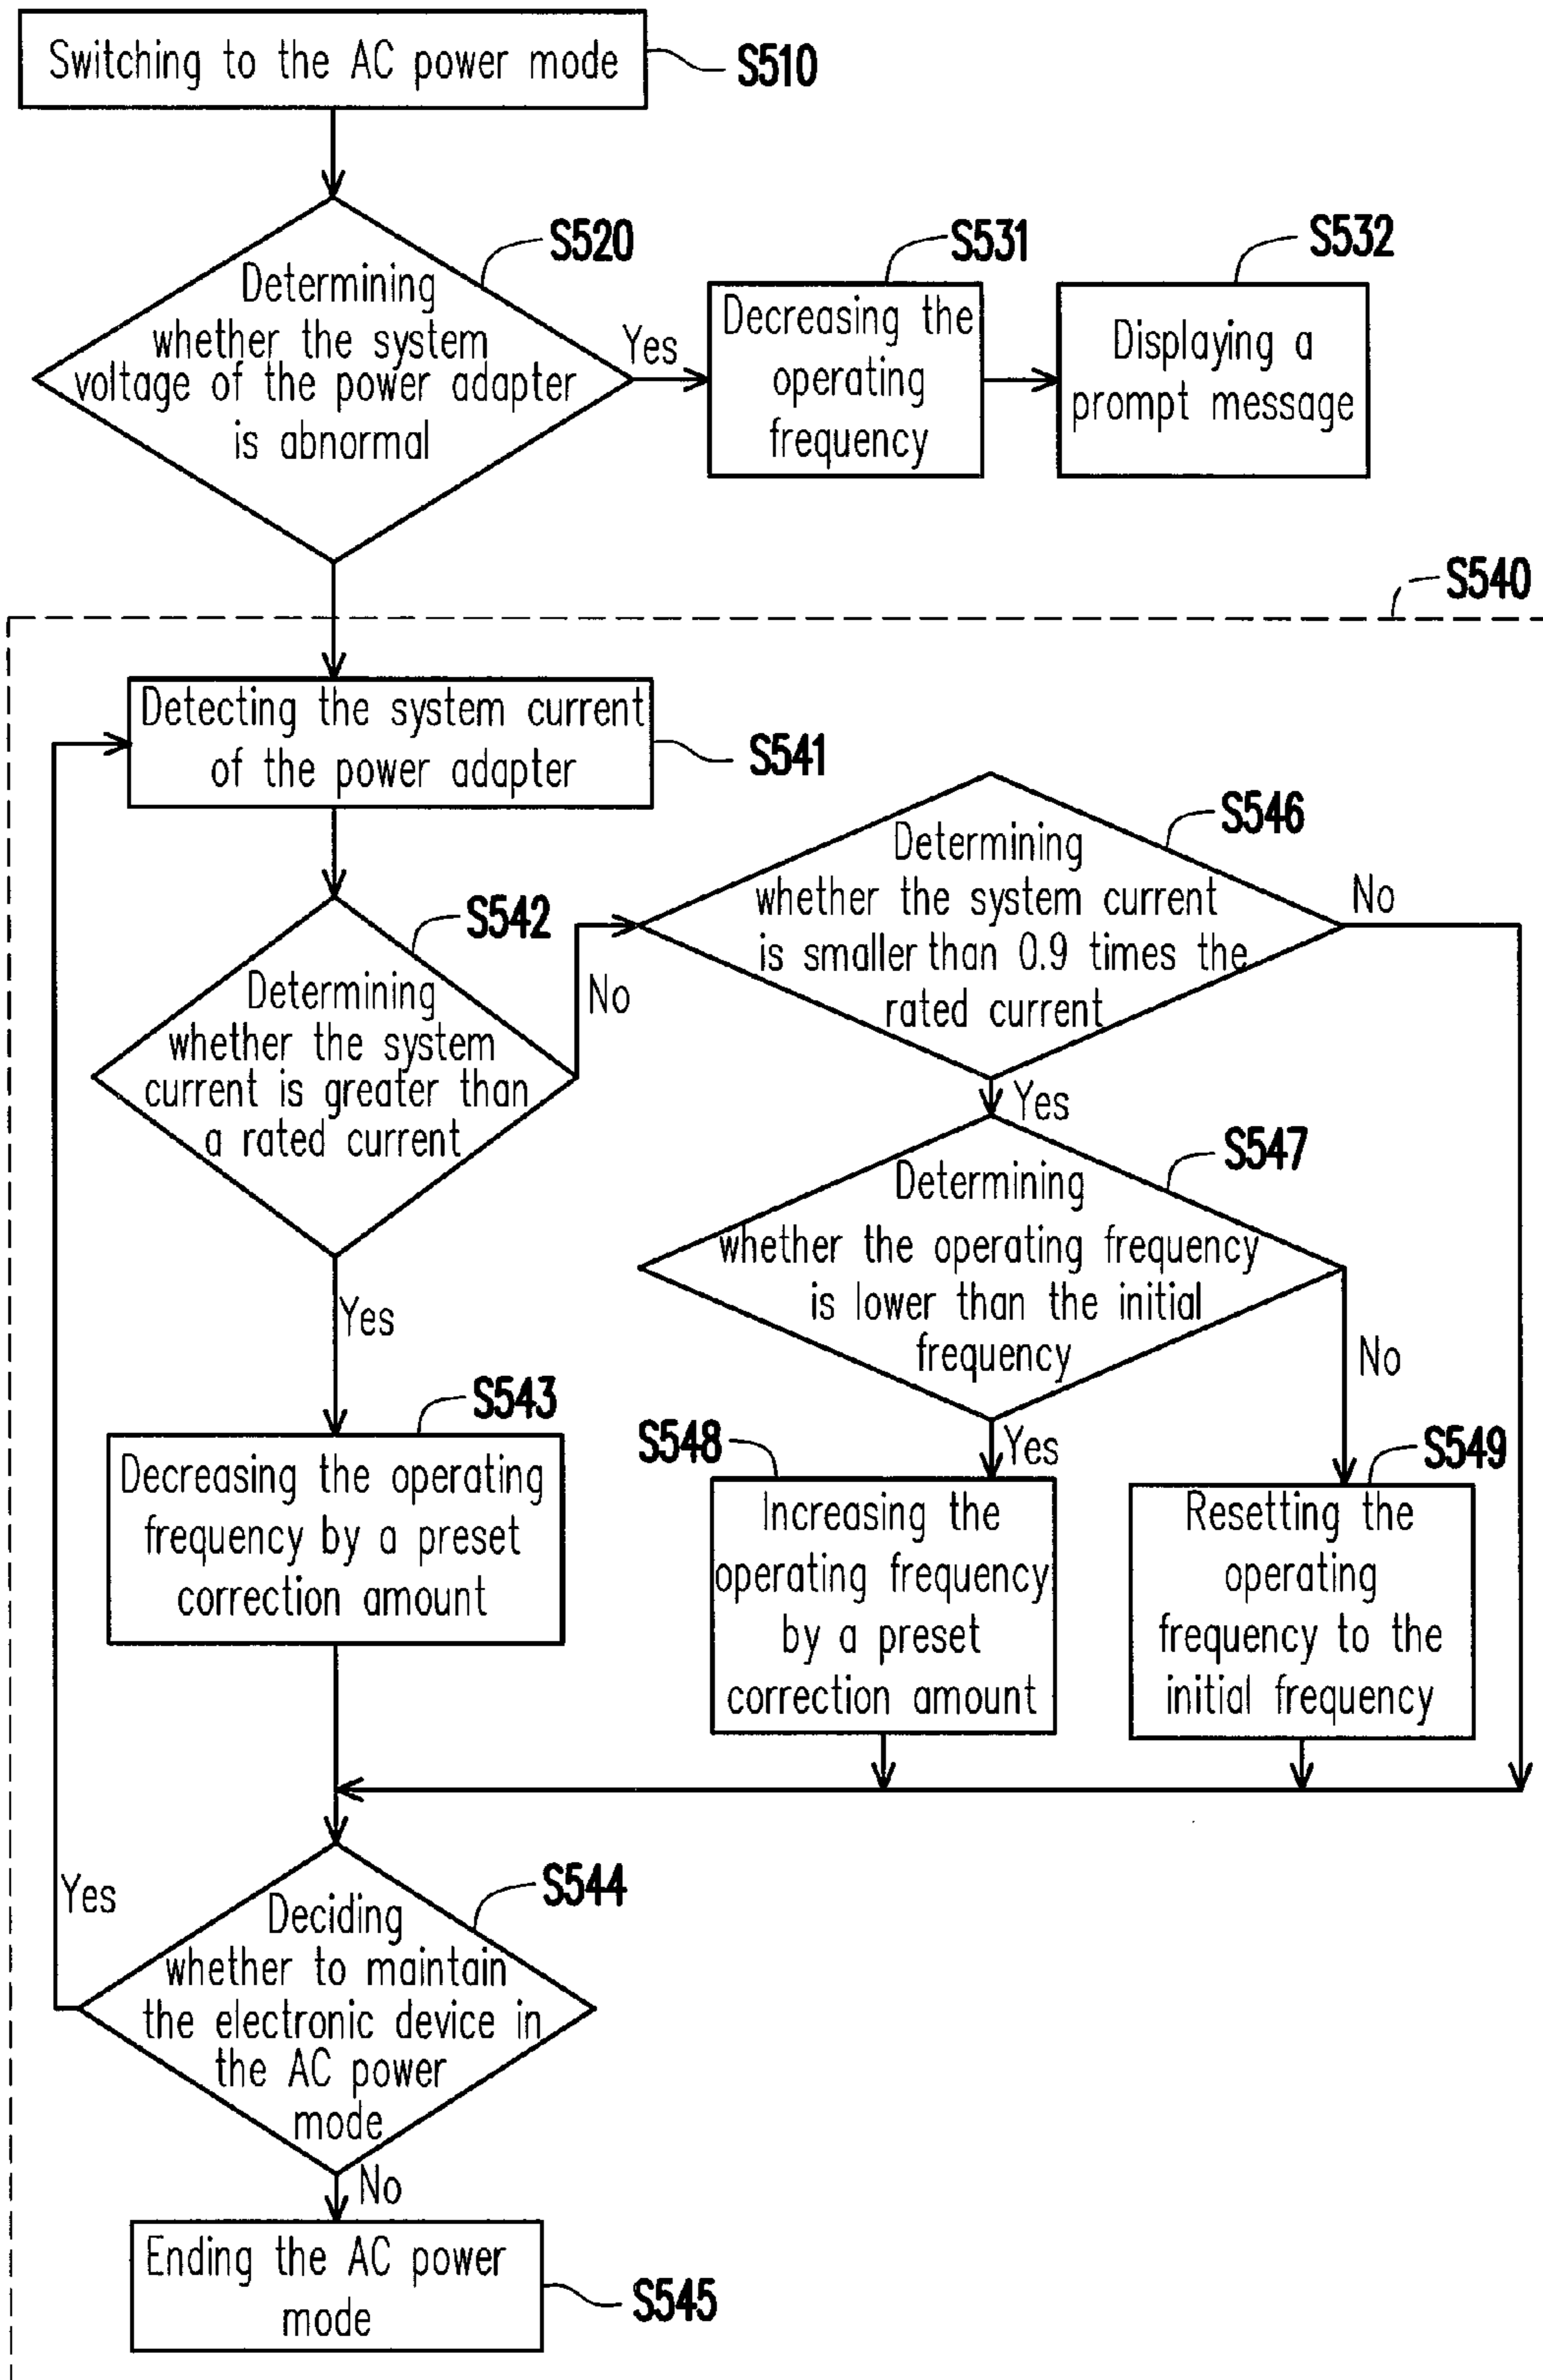 Switching to the AC power mode
S510
S520
Determining
whether the system
voltage of the power adapter
is abnormal
Yes
S531
Decreasing the
operating
frequency
S532
Displaying a
prompt message
S540
Detecting the system current
of the power adapter
S541
S542
Determining
whether the system
current is greater than
a rated current
No
S546
Determining
whether the system current
is smaller than 0.9 times the
rated current
No
Yes
S547
Determining
whether the operating frequency
is lower than the initial
frequency
No
Yes
Yes
S543
Decreasing the operating
frequency by a preset
correction amount
S548
Increasing the
operating frequency
by a preset
correction amount
S549
Resetting the
operating
frequency to the
initial frequency
Yes
S544
Deciding
whether to maintain
the electronic device in
the AC power
mode
No
Ending the AC power
mode
S545